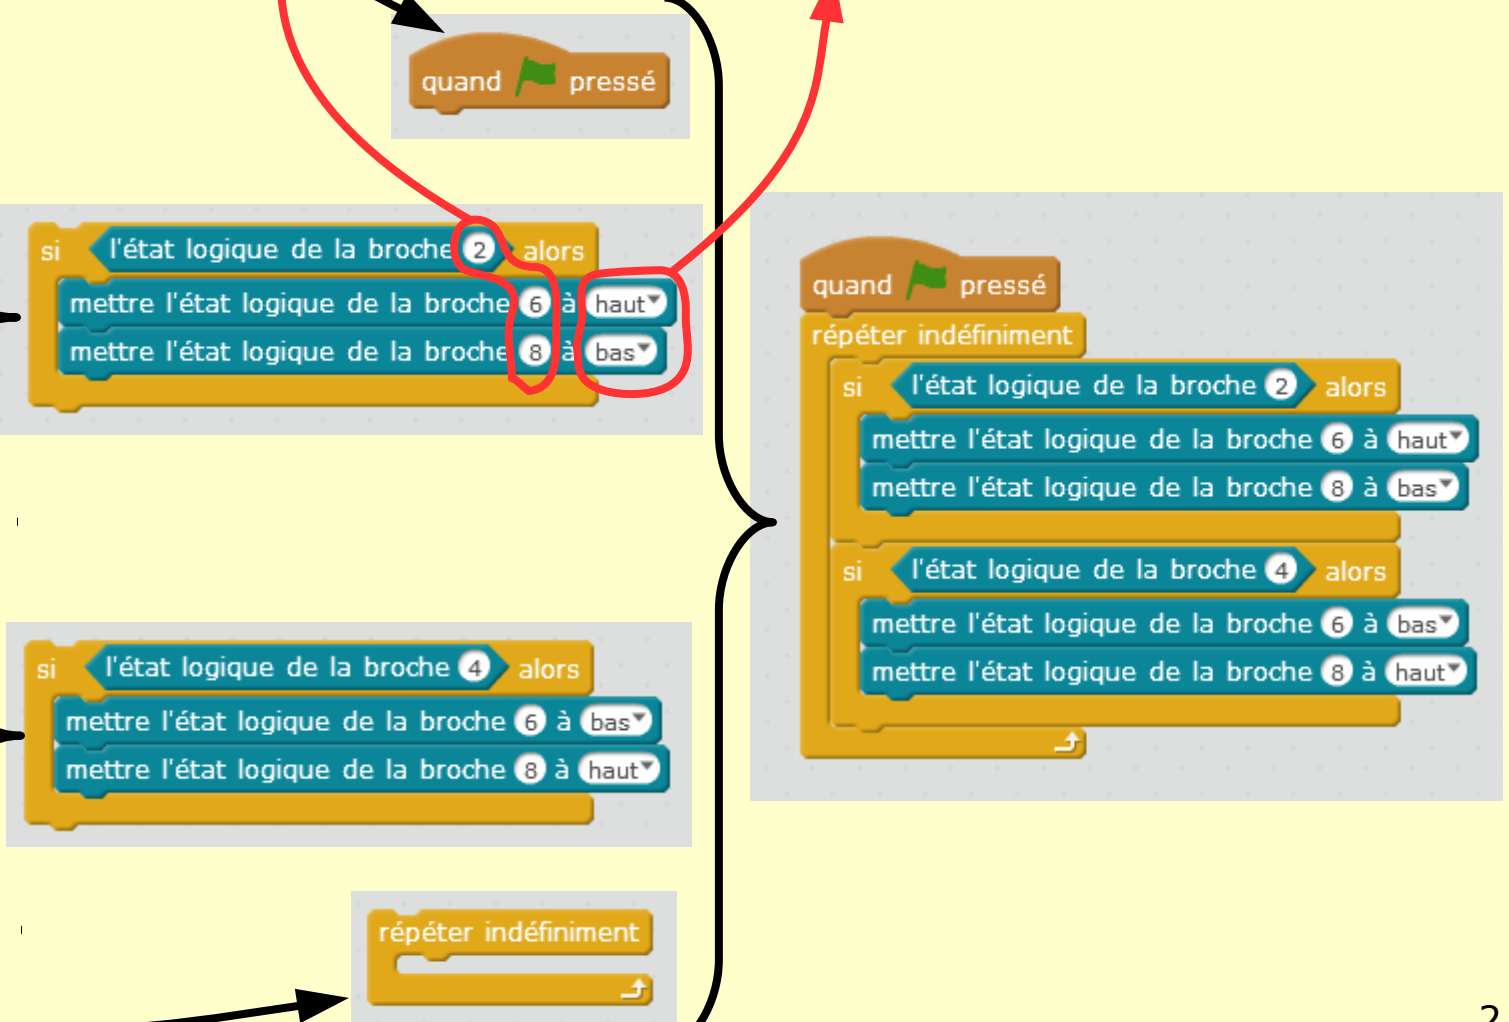 quand pressé
si l'état logique de la broche 2 alors
mettre l'état logique de la broche 6 à haut
mettre l'état logique de la broche 8 à bas
si l'état logique de la broche 4 alors
mettre l'état logique de la broche 6 à bas
mettre l'état logique de la broche 8 à haut
répéter indéfiniment
quand pressé
répéter indéfiniment
si l'état logique de la broche 2 alors
mettre l'état logique de la broche 6 à haut
mettre l'état logique de la broche 8 à bas
si l'état logique de la broche 4 alors
mettre l'état logique de la broche 6 à bas
mettre l'état logique de la broche 8 à haut